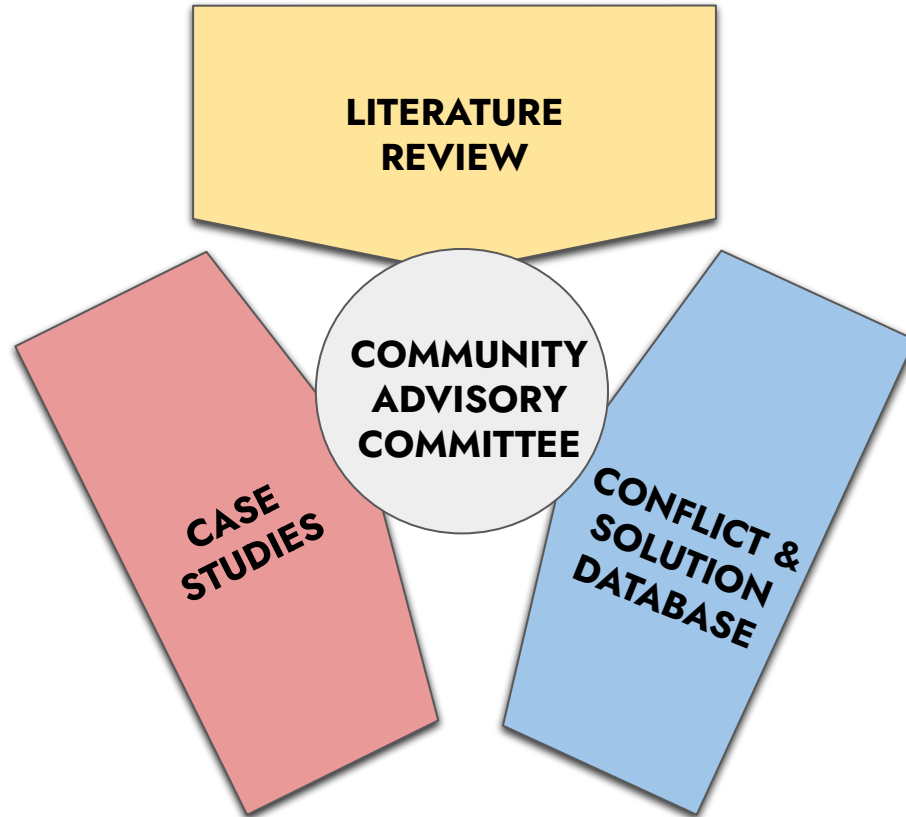 LITERATURE
REVIEW
COMMUNITY
ADVISORY
COMMITTEE
CASE
STUDIES
CONFLICT &
SOLUTION
DATABASE